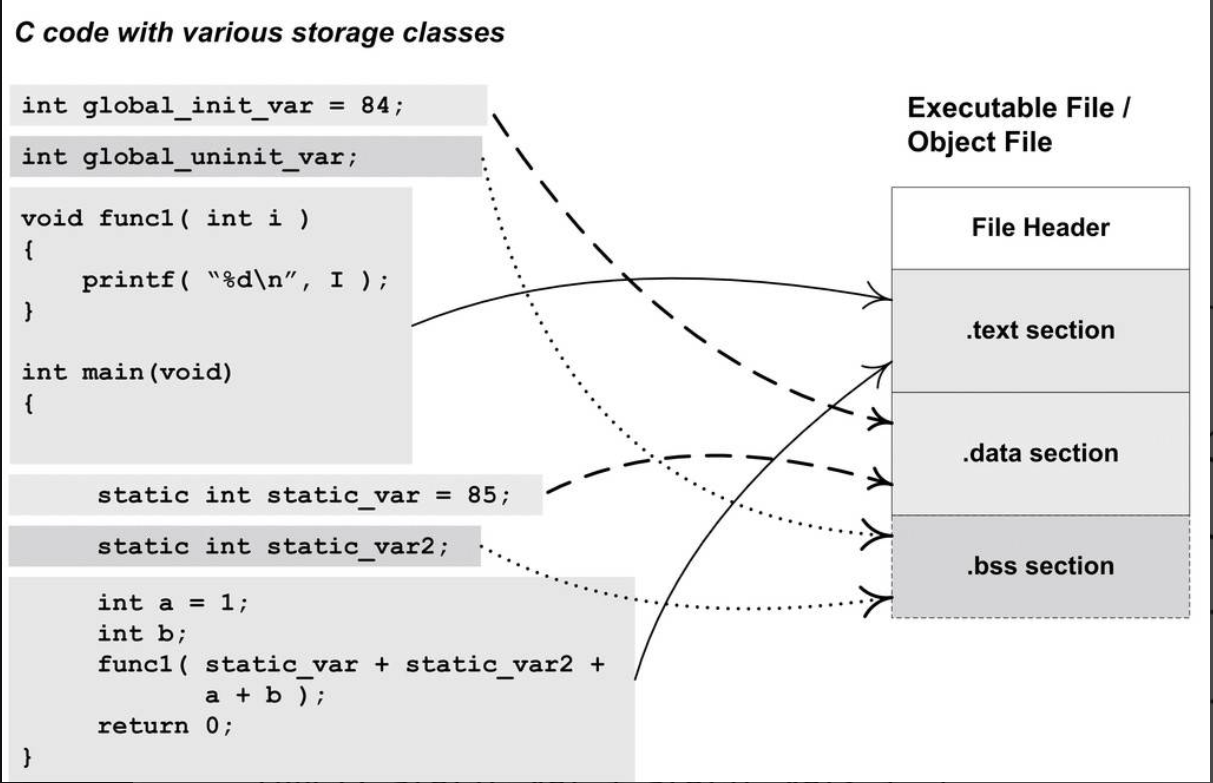 C code with various storage classes
int global_init_var = 84;
int global_uninit_var;
void func1( int i )
{
    printf( “%d\n”, I );
}
int main(void)
{
static int static_var = 85;
static int static_var2;
int a = 1;
int b;
func1( static_var + static_var2 +
a + b );
return 0;
}
Executable File /
Object File
File Header
.text section
.data section
.bss section